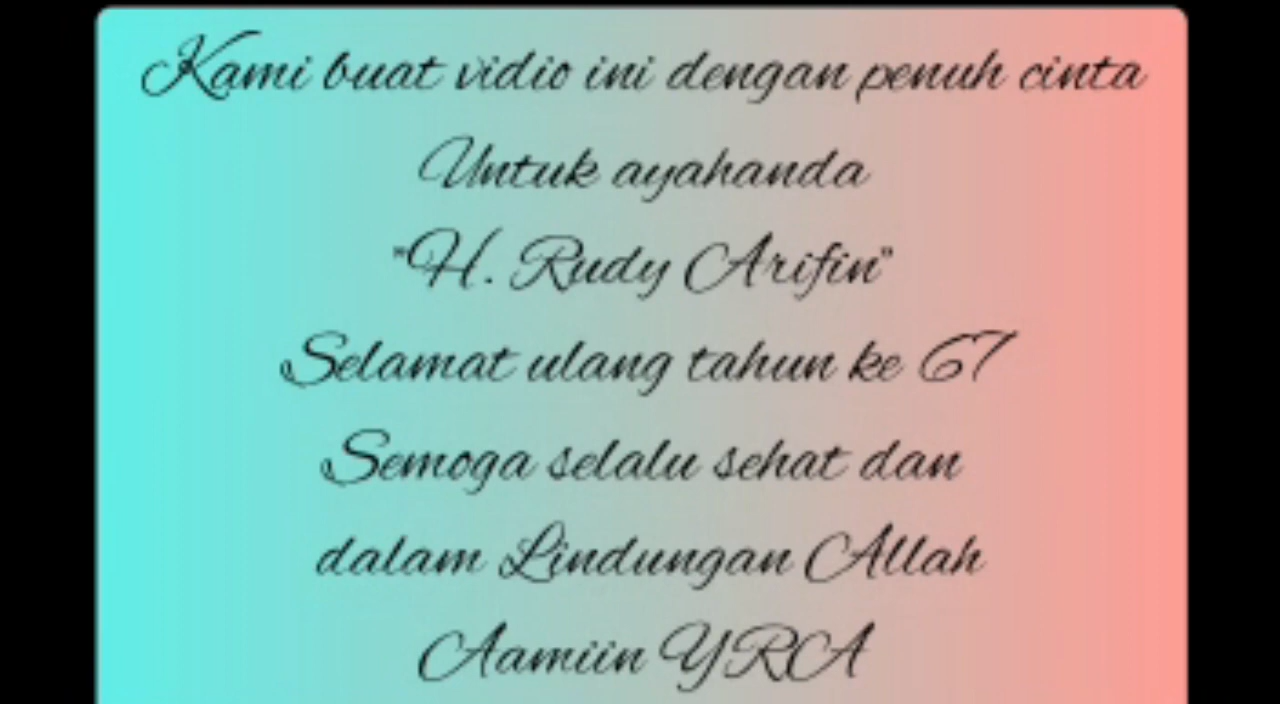 Kami buat vidio ini dengan penuh cinta
Untuk ayahanda
"H. Rudy Arifin"
Selamat ulang tahun ke 67
Semoga selalu sehat dan
dalam Lindungan Allah
Aamiin YRA